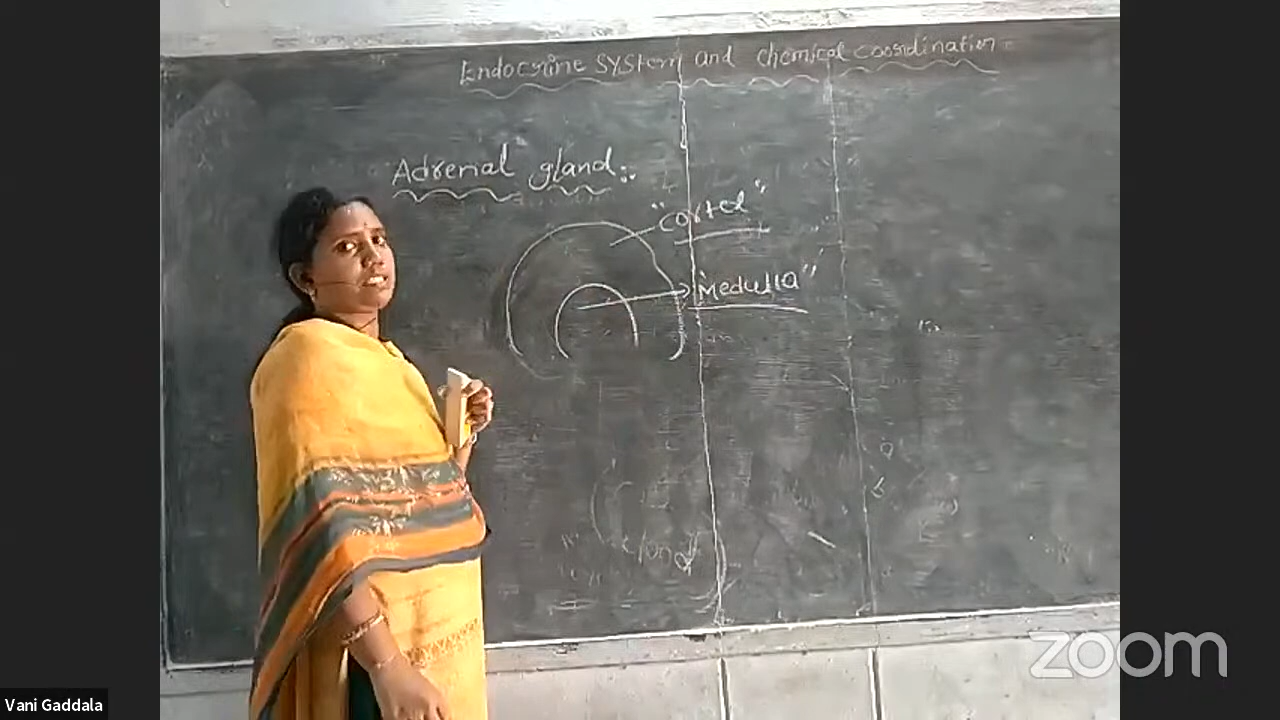 Endocrine system and chemical coordination
Adrenal gland:-
"cortex"
"Medulla"
zoom
Vani Gaddala